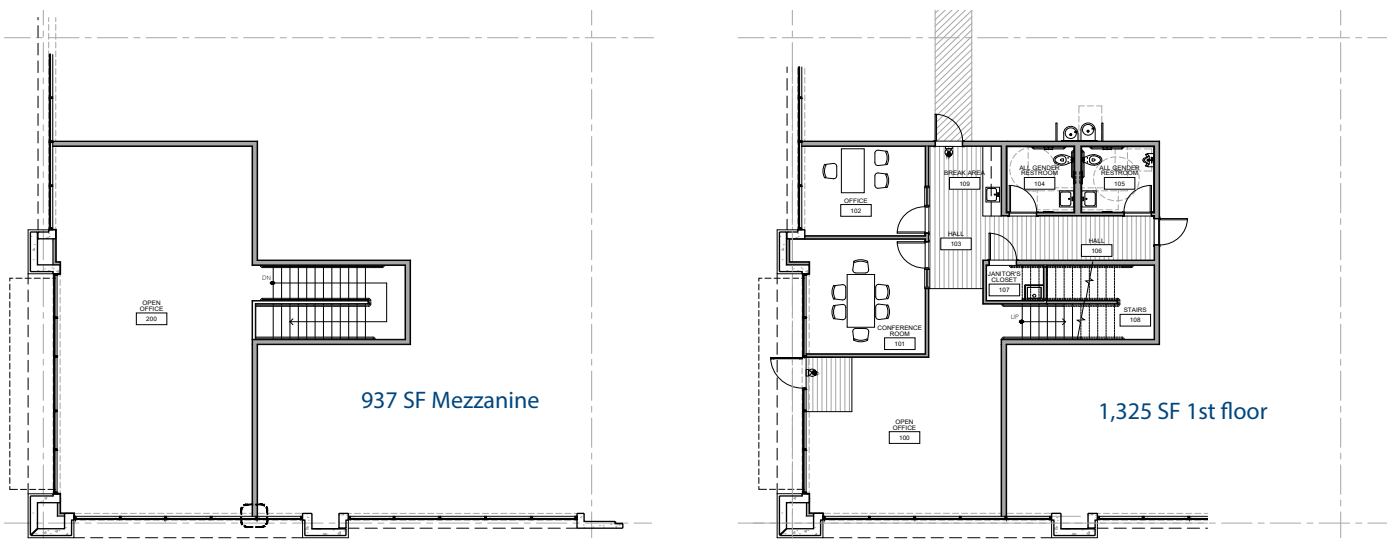 DN
OPEN
OFFICE
200
937 SF Mezzanine
OFFICE
102
BREAK AREA
109
ALL GENDER
RESTROOM
104
ALL GENDER
RESTROOM
105
HALL
103
HALL
106
JANITOR'S
CLOSET
107
STAIRS
108
UP
CONFERENCE
ROOM
101
OPEN
OFFICE
100
1,325 SF 1st floor